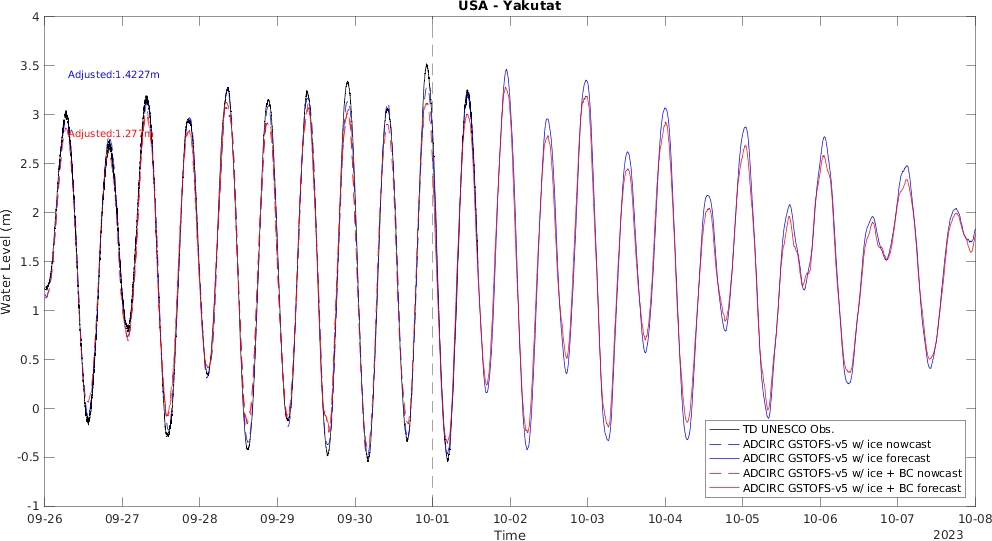 USA - Yakutat
4
3.5
3
2.5
2
1.5
1
0.5
0
-0.5
-1
Water Level (m)
Adjusted:1.4227m
Adjusted:1.277m
TD UNESCO Obs.
ADCIRC GSTOFS-v5 w/ ice nowcast
ADCIRC GSTOFS-v5 w/ ice forecast
ADCIRC GSTOFS-v5 w/ ice + BC nowcast
ADCIRC GSTOFS-v5 w/ ice + BC forecast
09-26 09-27 09-28 09-29 09-30 10-01 10-02 10-03 10-04 10-05 10-06 10-07 10-08
Time
2023